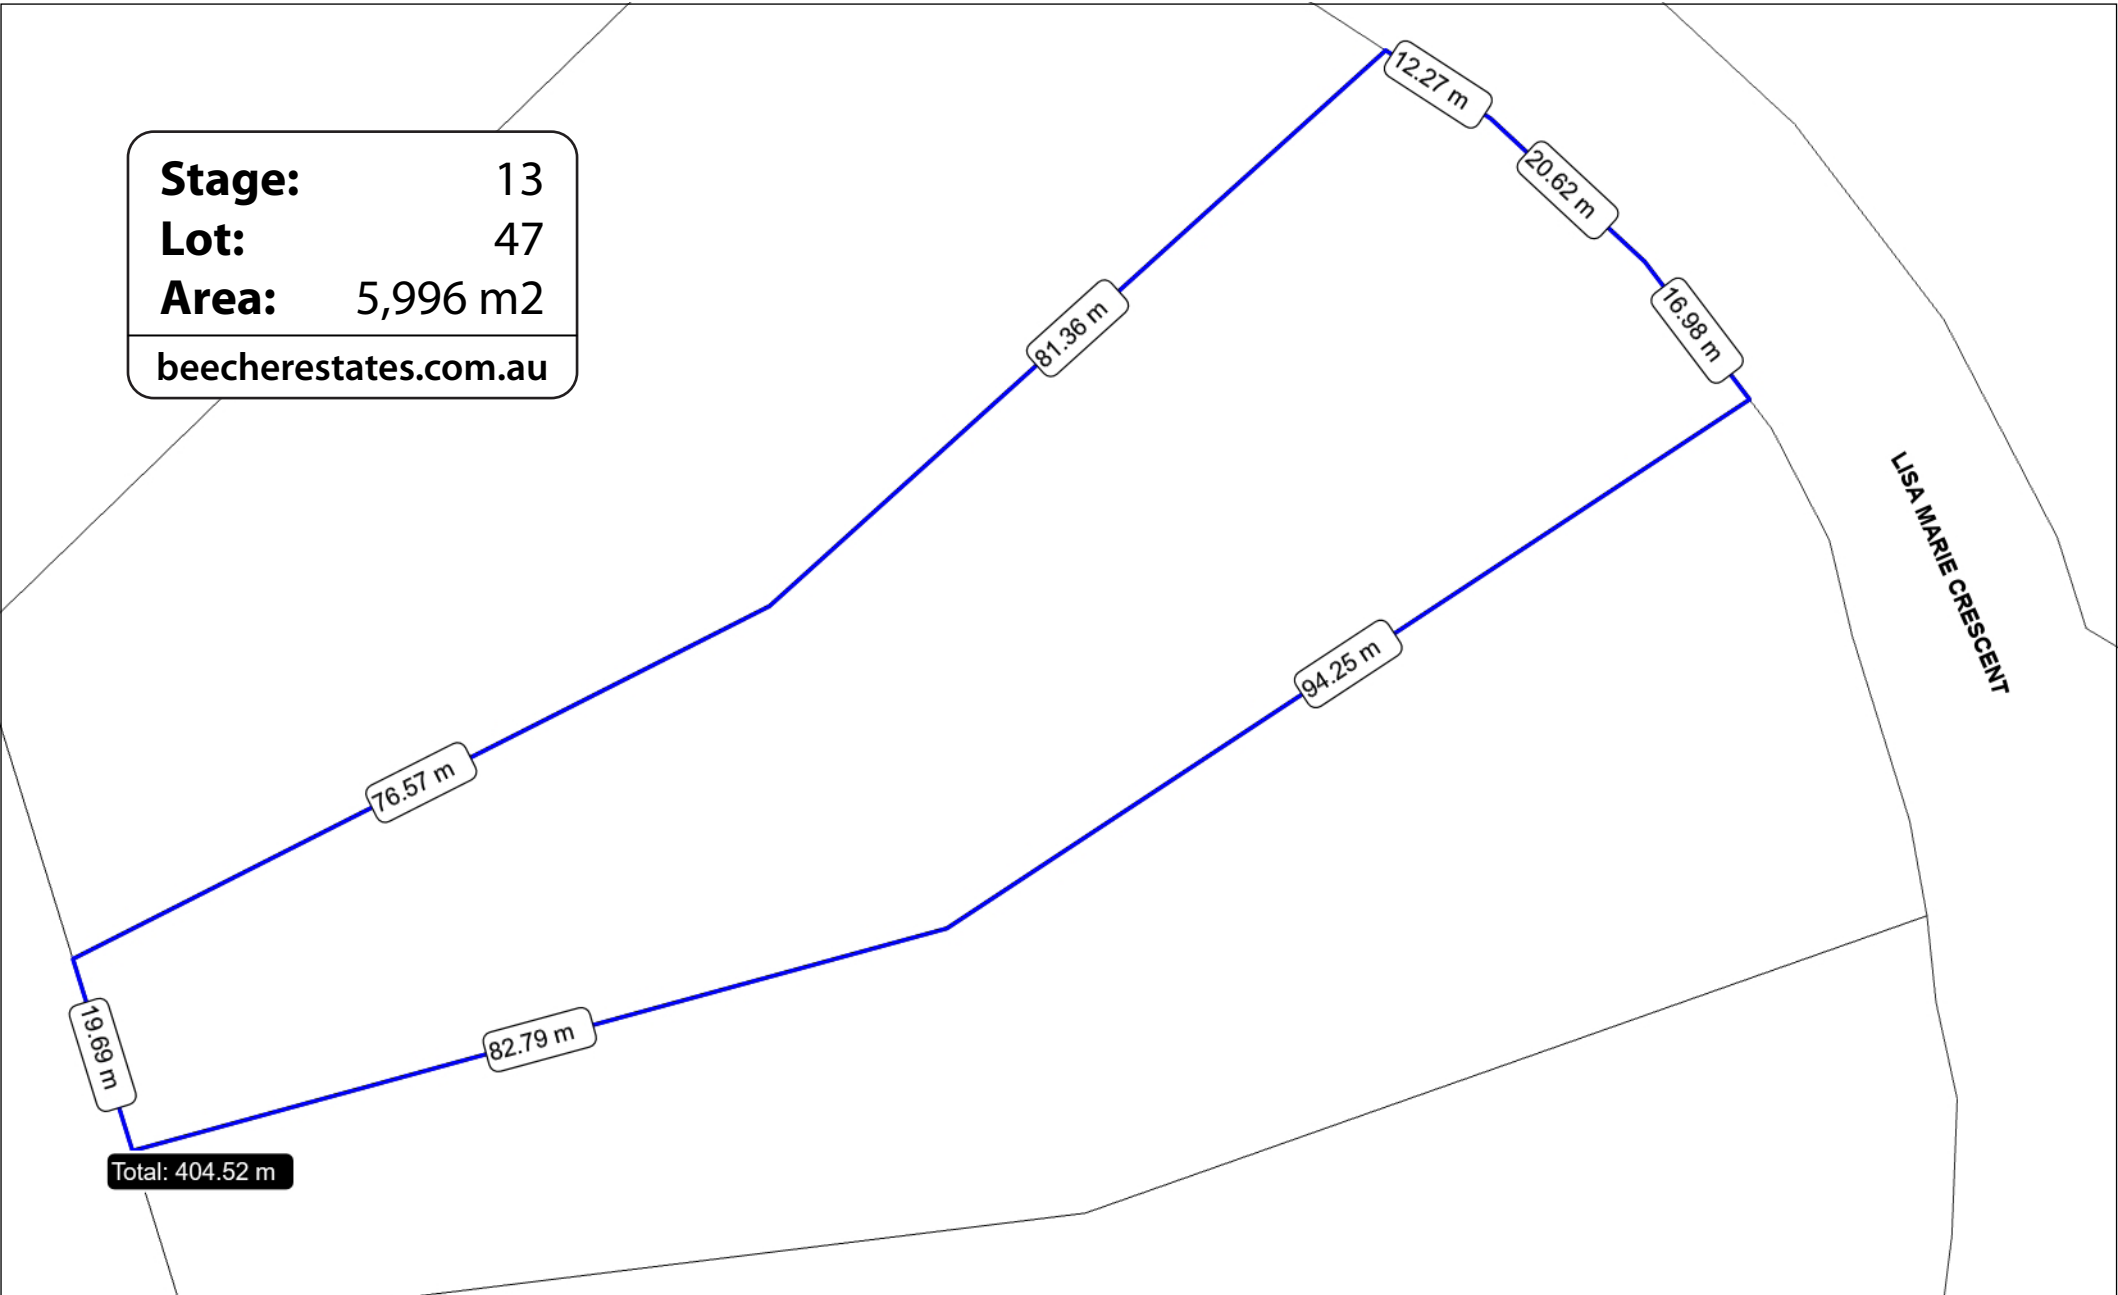 Stage: 13
Lot: 47
Area: 5,996 m2
beecherestates.com.au
12.27 m
20.62 m
16.98 m
81.36 m
94.25 m
76.57 m
82.79 m
19.69 m
Total: 404.52 m
LISA MARIE CRESCENT